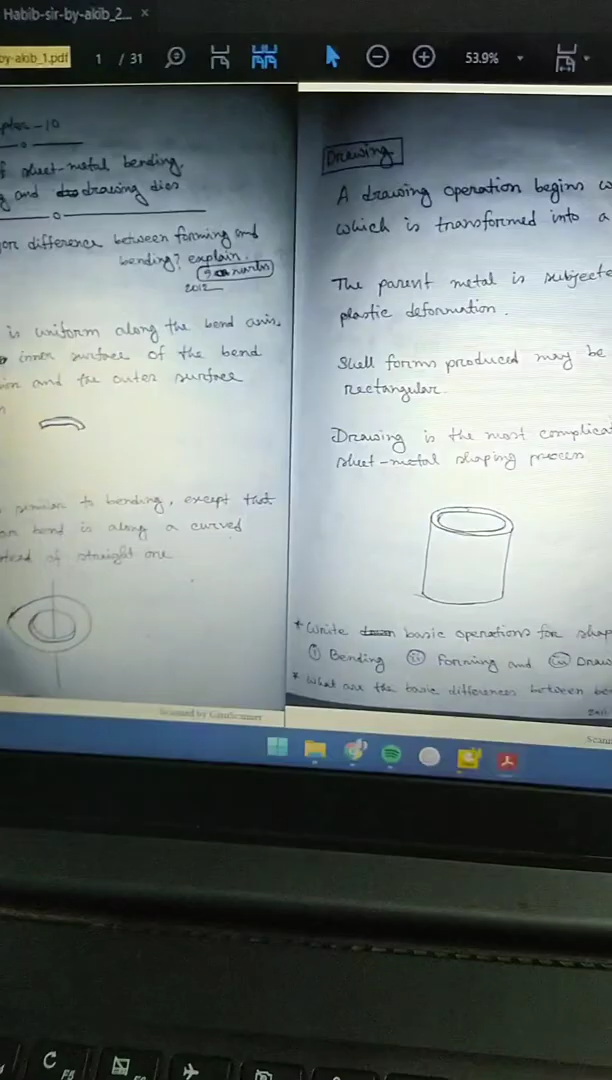 Habib-sir-by-akib_2...
by-akib_1.pdf
1 / 31
53.9%
-10
sheet-metal bending,
and drawing dies
difference between forming and
bending? explain.
marks
2012
is uniform along the bend axis.
inner surface of the bend
and the outer surface
similar to bending, except that
bend is along a curved
of straight one
Scanned by CamScanner
Drawing
A drawing operation begins
which is transformed into a
The parent metal is
plastic deformation.
Shell forms produced may be
rectangular.
Drawing is the most
sheet-metal shaping process
* Write basic operations for
(i) Bending (ii) Forming and (iii)
* What are the basic differences between